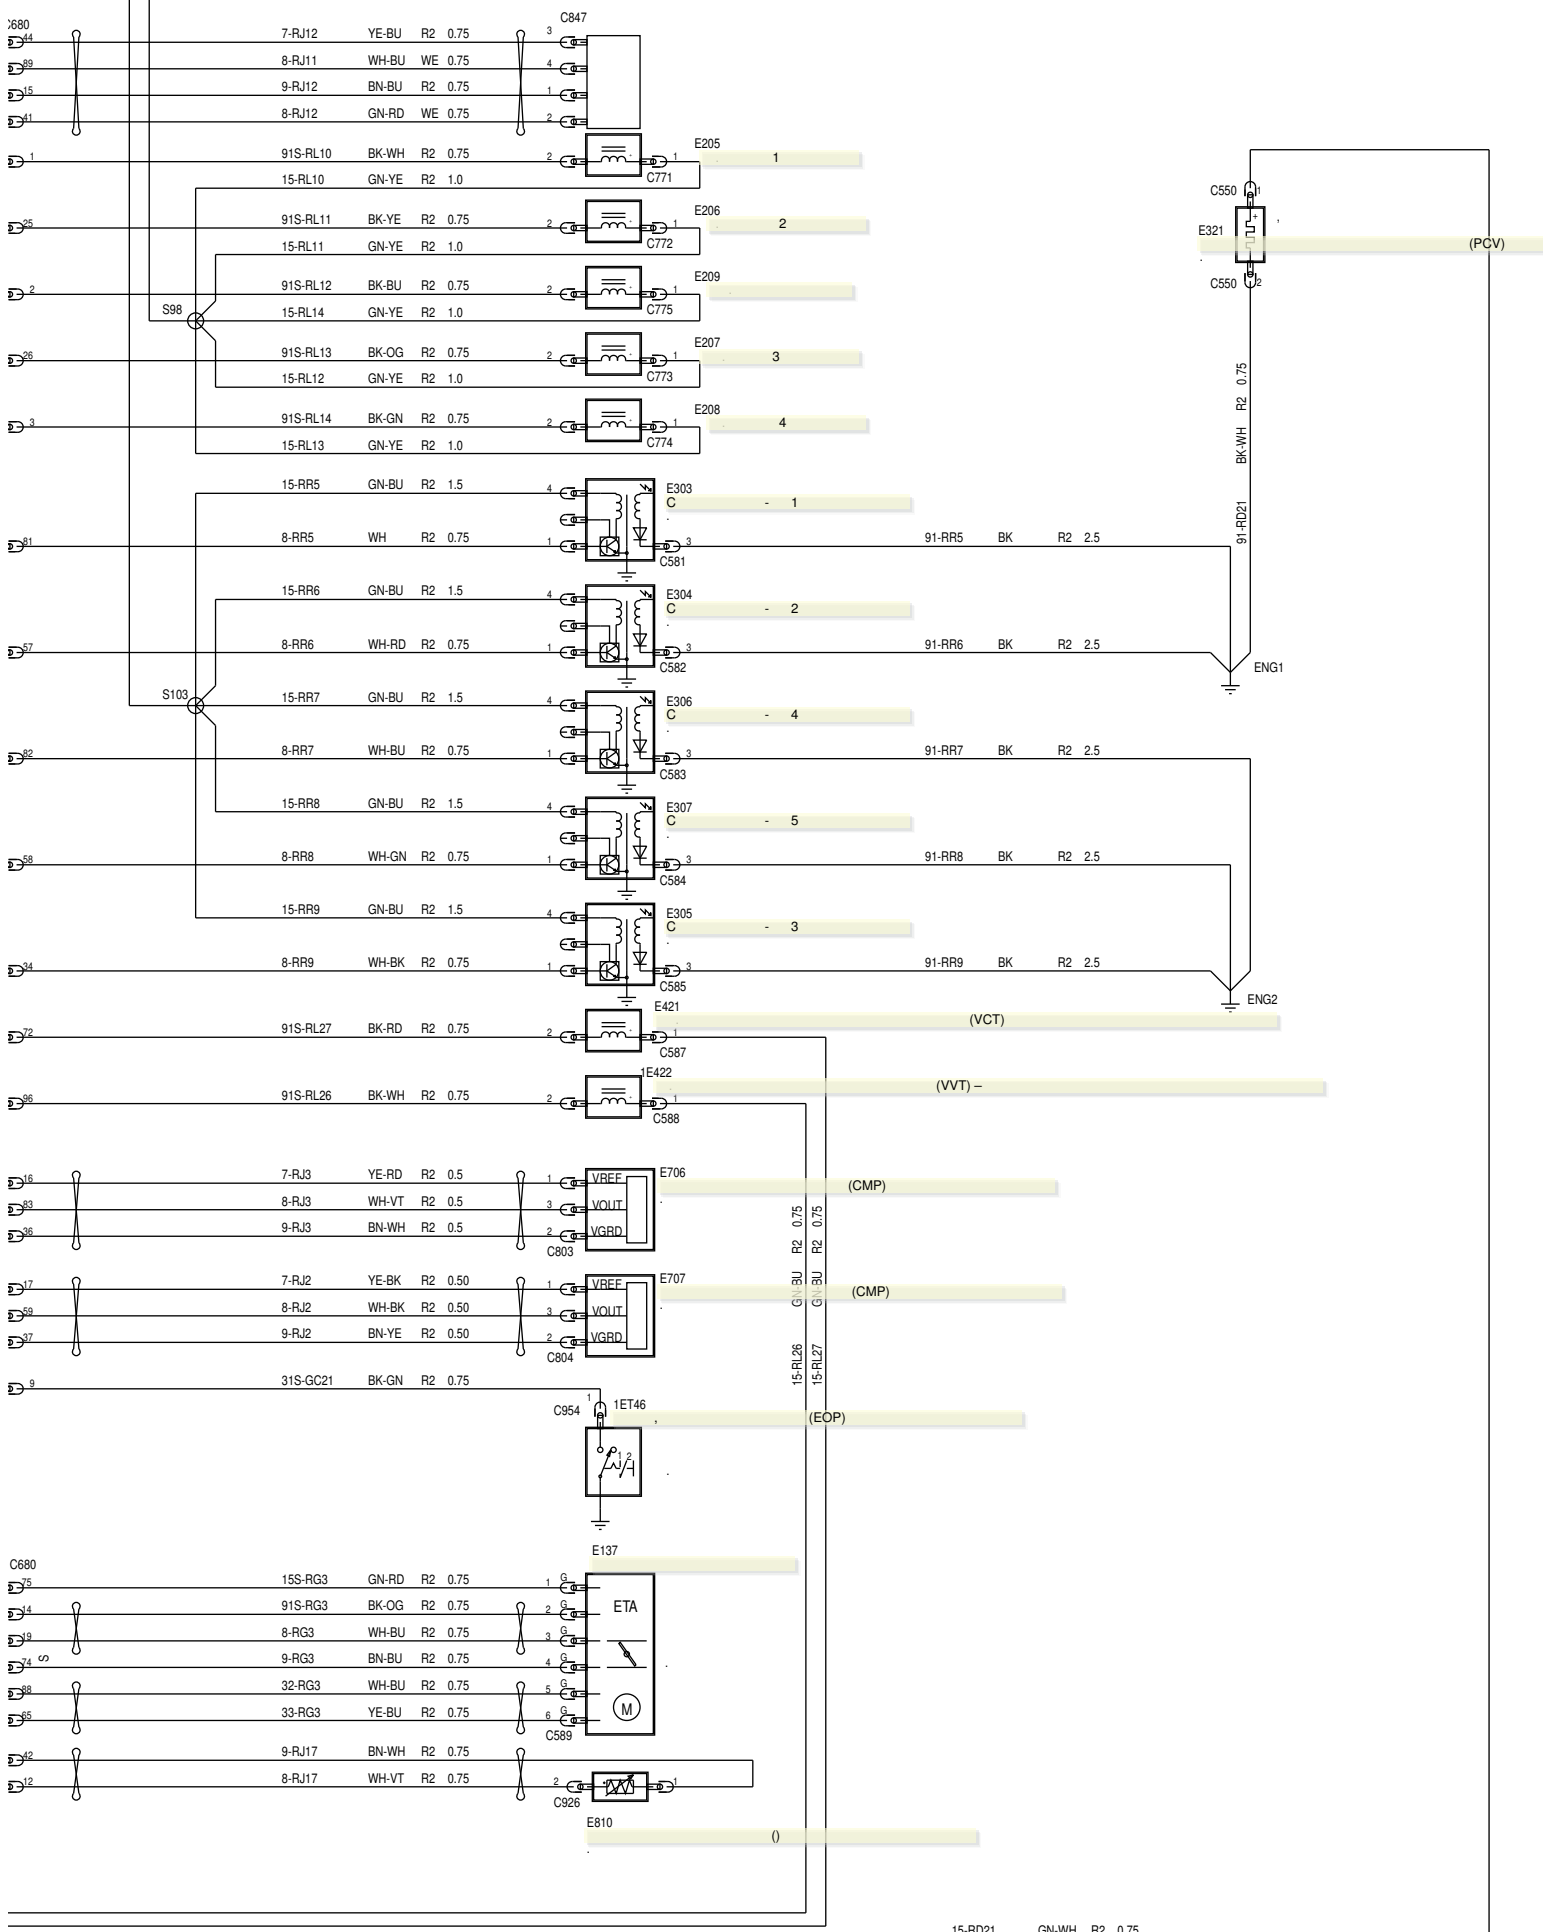 C680
C847
44 7-RJ12 YE-BU R2 0.75 3
89 8-RJ11 WH-BU WE 0.75 4
15 9-RJ12 BN-BU R2 0.75 1
41 8-RJ12 GN-RD WE 0.75 2
E205
1 91S-RL10 BK-WH R2 0.75 2 1 1
C771
15-RL10 GN-YE R2 1.0
E206
25 91S-RL11 BK-YE R2 0.75 2 1 2
C772
15-RL11 GN-YE R2 1.0
E209
2 91S-RL12 BK-BU R2 0.75 2 1
C775
S98 15-RL14 GN-YE R2 1.0
E207
26 91S-RL13 BK-OG R2 0.75 2 1 3
C773
15-RL12 GN-YE R2 1.0
E208
3 91S-RL14 BK-GN R2 0.75 2 1 4
C774
15-RL13 GN-YE R2 1.0
C550 1
+ ,
E321 (PCV)
.
C550 2
91-RD21 BK-WH R2 0.75
15-RR5 GN-BU R2 1.5 4 E303
C - 1
.
81 8-RR5 WH R2 0.75 1 3 91-RR5 BK R2 2.5
C581
15-RR6 GN-BU R2 1.5 4 E304
C - 2
.
57 8-RR6 WH-RD R2 0.75 1 3 91-RR6 BK R2 2.5
C582
ENG1
S103 15-RR7 GN-BU R2 1.5 4 E306
C - 4
.
82 8-RR7 WH-BU R2 0.75 1 3 91-RR7 BK R2 2.5
C583
15-RR8 GN-BU R2 1.5 4 E307
C - 5
.
58 8-RR8 WH-GN R2 0.75 1 3 91-RR8 BK R2 2.5
C584
15-RR9 GN-BU R2 1.5 4 E305
C - 3
.
34 8-RR9 WH-BK R2 0.75 1 3 91-RR9 BK R2 2.5
C585
ENG2
E421
. (VCT)
72 91S-RL27 BK-RD R2 0.75 2 1
C587
1E422
. (VVT) –
96 91S-RL26 BK-WH R2 0.75 2 1
C588
E706
(CMP)
.
16 7-RJ3 YE-RD R2 0.5 1 VREF
83 8-RJ3 WH-VT R2 0.5 3 VOUT
36 9-RJ3 BN-WH R2 0.5 2 VGRD
C803
15-RL26 GN-BU R2 0.75
15-RL27 GN-BU R2 0.75
E707
(CMP)
.
17 7-RJ2 YE-BK R2 0.50 1 VREF
59 8-RJ2 WH-BK R2 0.50 3 VOUT
37 9-RJ2 BN-YE R2 0.50 2 VGRD
C804
9 31S-GC21 BK-GN R2 0.75 1
C954 1ET46
, (EOP)
1 2
.
E137
C680
75 15S-RG3 GN-RD R2 0.75 1 G
14 91S-RG3 BK-OG R2 0.75 2 G ETA
19 8-RG3 WH-BU R2 0.75 3 G
74 S 9-RG3 BN-BU R2 0.75 4 G .
88 32-RG3 WH-BU R2 0.75 5 G
65 33-RG3 YE-BU R2 0.75 6 G M
C589
42 9-RJ17 BN-WH R2 0.75
12 8-RJ17 WH-VT R2 0.75 2 1
C926
E810
()
.
15-RD21 GN-WH R2 0.75